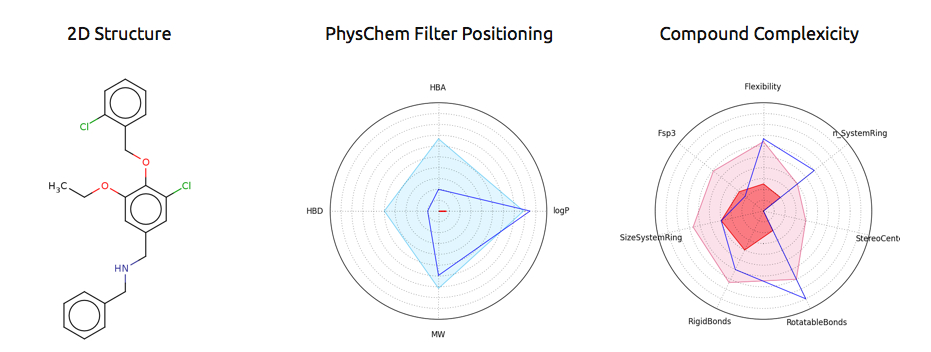 2D Structure
PhysChem Filter Positioning
Compound Complexicity
Cl
O
H3C
O
Cl
HN
HBA
HBD
logP
MW
Flexibility
Fsp3
n_SystemRing
SizeSystemRing
StereoCent
RigidBonds
RotatableBonds